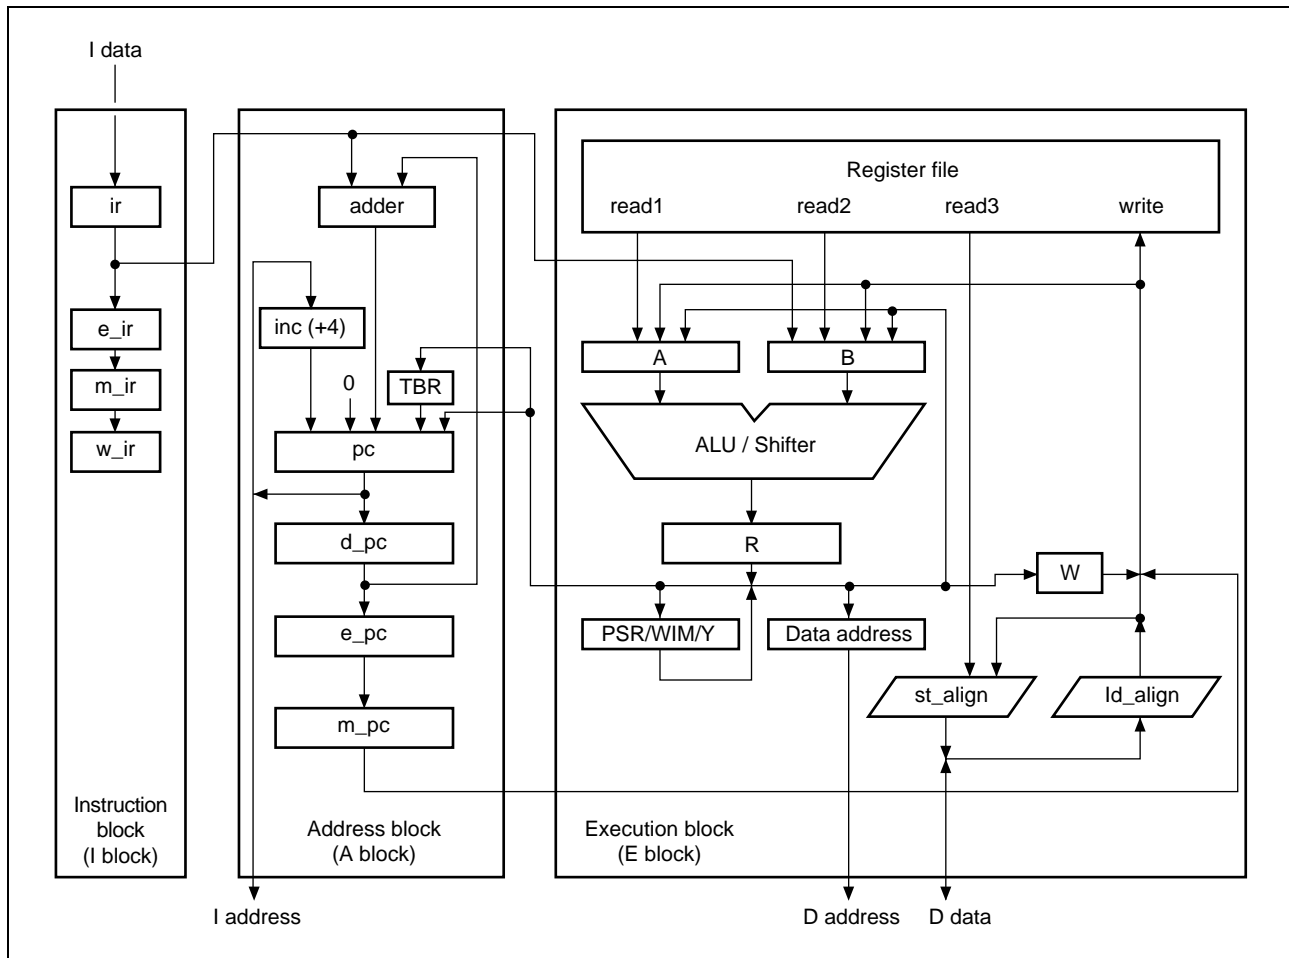 I data
Register file
ir
adder
read1
read2
read3
write
e_ir
inc (+4)
m_ir
0
TBR
A
B
w_ir
pc
ALU / Shifter
d_pc
R
W
e_pc
PSR/WIM/Y
Data address
m_pc
st_align
ld_align
Instruction
block
(I block)
Address block
(A block)
Execution block
(E block)
I address
D address
D data